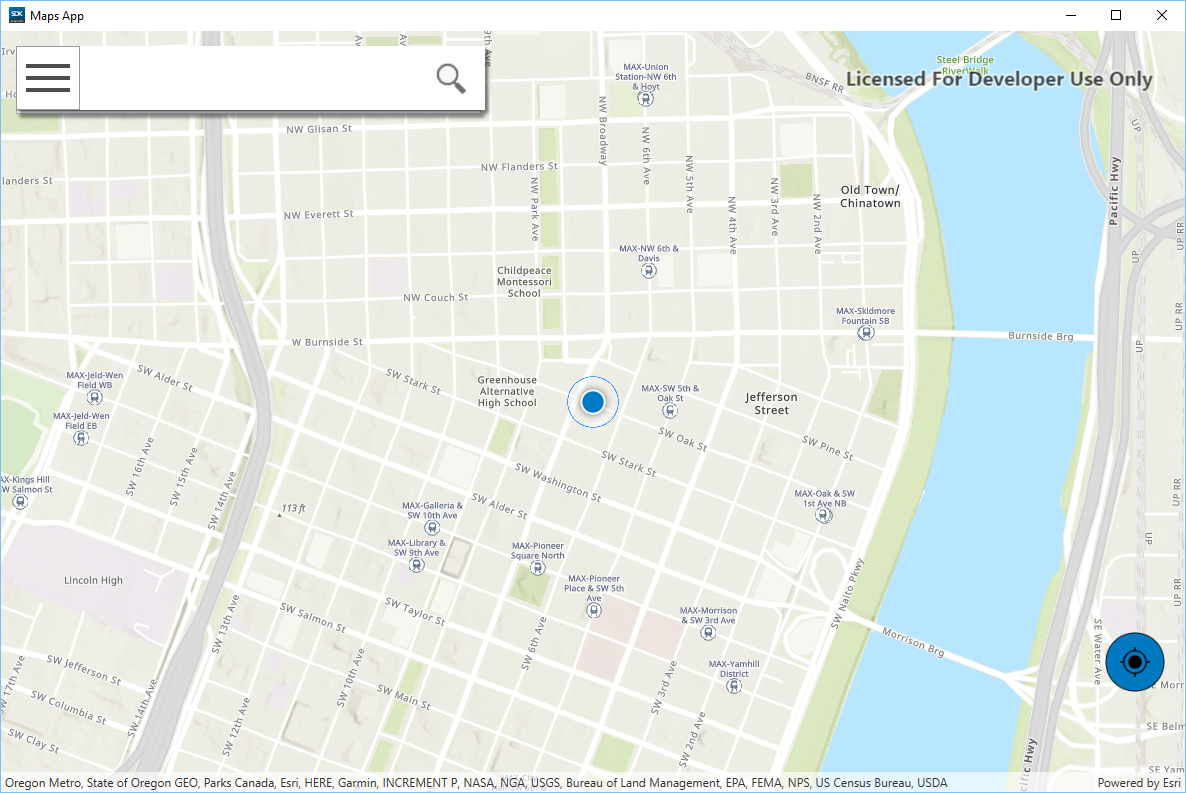 SDK
Maps App
MAX-Union
Station-NW 6th
& Hoyt
BNSF RR
Steel Bridge
RiverWalk
Licensed For Developer Use Only
NW Glisan St
NW Broadway
NW 6th Ave
NW Flanders St
landers St
NW Park Ave
NW 5th Ave
NW 4th Ave
NW 3rd Ave
NW 2nd Ave
Old Town/
Chinatown
Pacific Hwy
UP
UP RR
NW Everett St
MAX-NW 6th &
Davis
UP
Childpeace
Montessori
School
NW Couch St
MAX-Skidmore
Fountain SB
UP RR
W Burnside St
Burnside Brg
UP
MAX-Jeld-Wen
Field WB
SW Alder St
SW Stark St
Greenhouse
Alternative
High School
MAX-SW 5th &
Oak St
Jefferson
Street
MAX-Jeld-Wen
Field EB
SW Oak St
SW Pine St
SW 16th Ave
SW 15th Ave
SW 14th Ave
SW Stark St
SW Washington St
AX-Kings Hill
W Salmon St
113 ft
MAX-Galleria &
SW 10th Ave
SW Alder St
MAX-Oak & SW
1st Ave NB
UP RR
MAX-Library &
SW 9th Ave
MAX-Pioneer
Square North
UP
Lincoln High
MAX-Pioneer
Place & SW 5th
Ave
SW Naito Pkwy
UP RR
SW 13th Ave
SW Salmon St
SW Taylor St
MAX-Morrison
& SW 3rd Ave
SW 6th Ave
Morrison Brg
SE Water Ave
SW Jefferson St
SW 17th Ave
SW 14th Ave
SW 10th Ave
SW 3rd Ave
MAX-Yamhill
District
SE Morr
SW Columbia St
SW Main St
SW 12th Ave
SW 2nd Ave
SE Belm
SW Clay St
Oregon Metro, State of Oregon GEO, Parks Canada, Esri, HERE, Garmin, INCREMENT P, NASA, NGA, USGS, Bureau of Land Management, EPA, FEMA, NPS, US Census Bureau, USDA
Powered by Esri